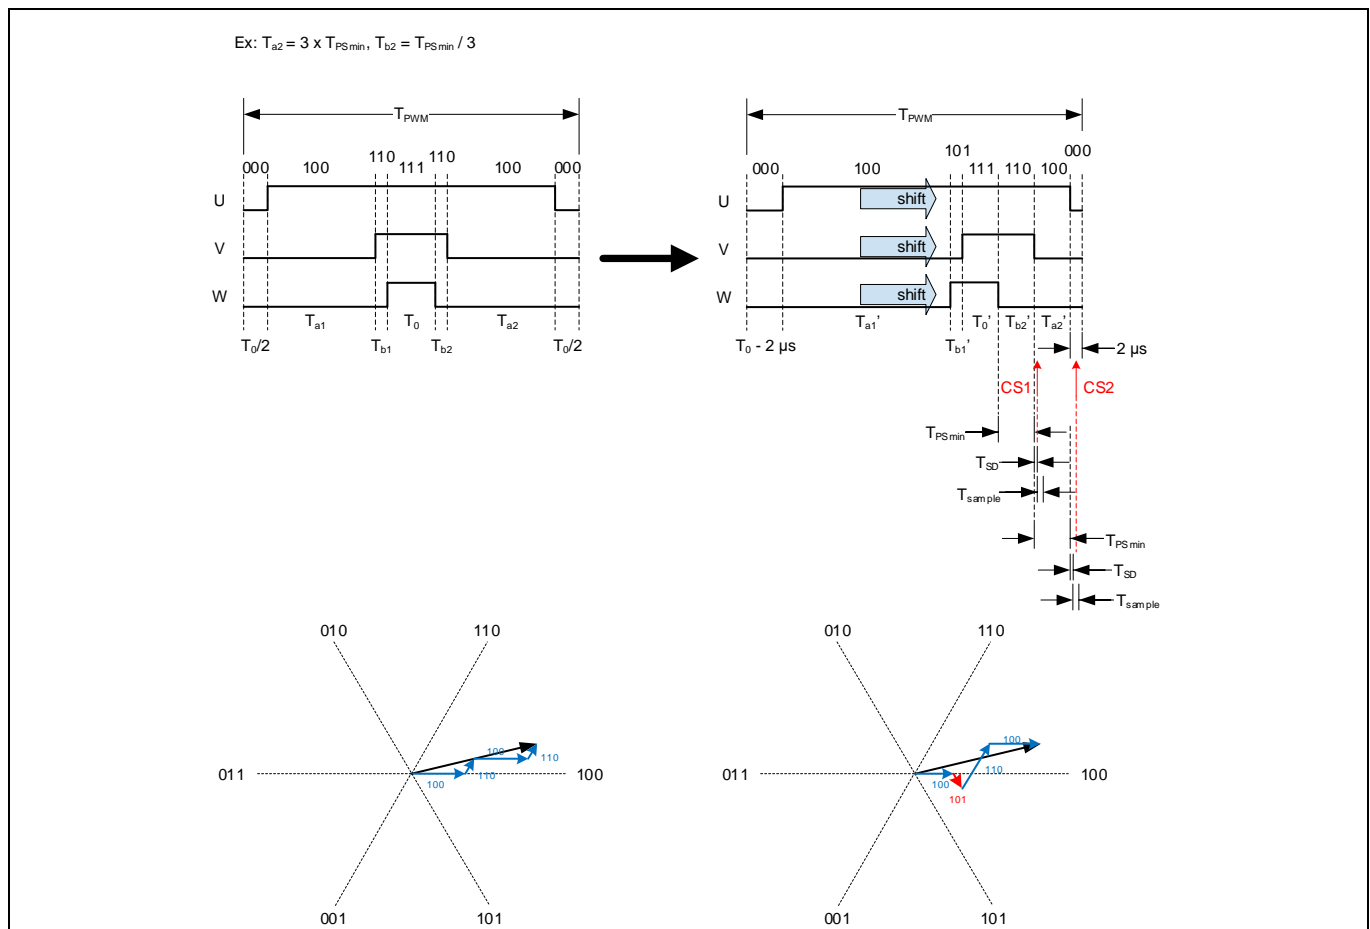 Ex: Ta2 = 3 x TPSmin, Tb2 = TPSmin / 3
TPWM
000 100 110 111 110 100 000
U
V
W
Ta1 T0 Ta2
T0/2 Tb1 Tb2 T0/2
TPWM
000 100 101 111 110 100 000
U shift
V shift
W shift
Ta1' T0' Tb2' Ta2'
T0 - 2 µs Tb1' 2 µs
CS1 CS2
TPSmin
TSD
Tsample
TPSmin
TSD
Tsample
010 110
100
100 110
110
011 100
001 101
010 110
100
110
100
101
011 100
001 101